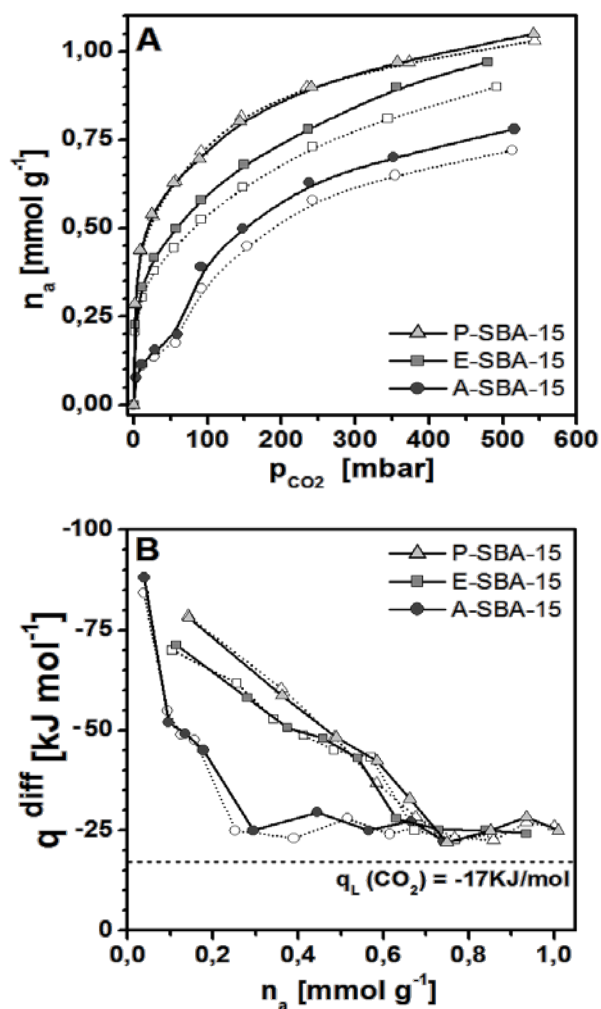 A
1,00
0,75
0,50
0,25
0,00
n_a [mmol g⁻¹]
P-SBA-15
E-SBA-15
A-SBA-15
0 100 200 300 400 500 600
p_CO2 [mbar]
B
-100
-75
-50
-25
0
q^diff [kJ mol⁻¹]
P-SBA-15
E-SBA-15
A-SBA-15
q_L (CO₂) = -17KJ/mol
0,0 0,2 0,4 0,6 0,8 1,0
n_a [mmol g⁻¹]